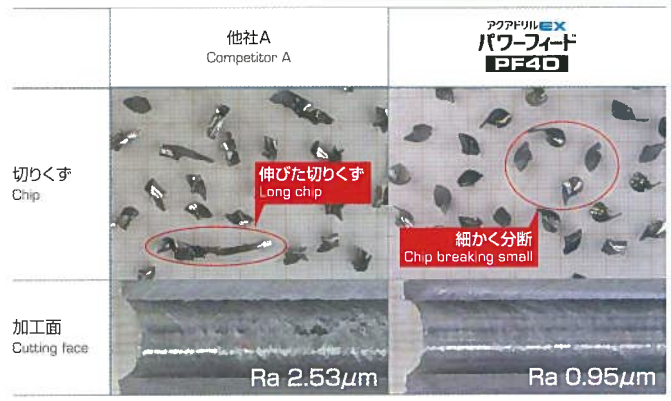 他社A
Competitor A
アクアドリルEX
パワーフィード
PF4D
切りくず
Chip
伸びた切りくず
Long chip
細かく分断
Chip breaking small
加工面
Cutting face
Ra 2.53μm
Ra 0.95μm